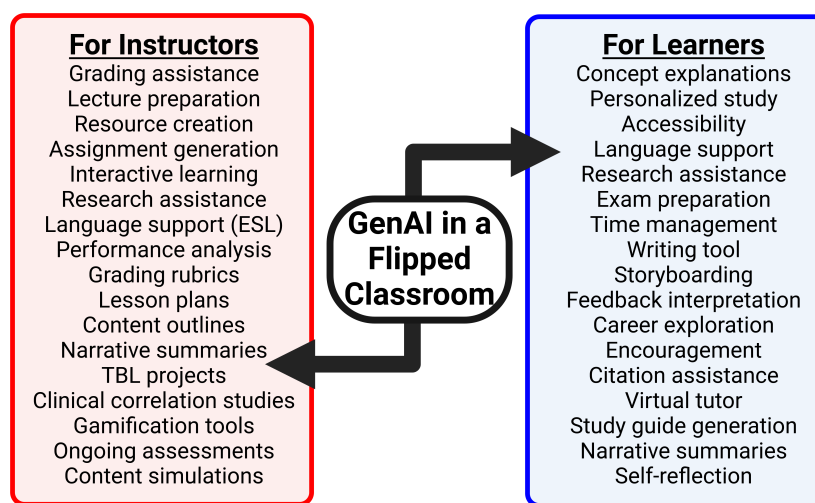 For Instructors
Grading assistance
Lecture preparation
Resource creation
Assignment generation
Interactive learning
Research assistance
Language support (ESL)
Performance analysis
Grading rubrics
Lesson plans
Content outlines
Narrative summaries
TBL projects
Clinical correlation studies
Gamification tools
Ongoing assessments
Content simulations
GenAI in a
Flipped
Classroom
For Learners
Concept explanations
Personalized study
Accessibility
Language support
Research assistance
Exam preparation
Time management
Writing tool
Storyboarding
Feedback interpretation
Career exploration
Encouragement
Citation assistance
Virtual tutor
Study guide generation
Narrative summaries
Self-reflection